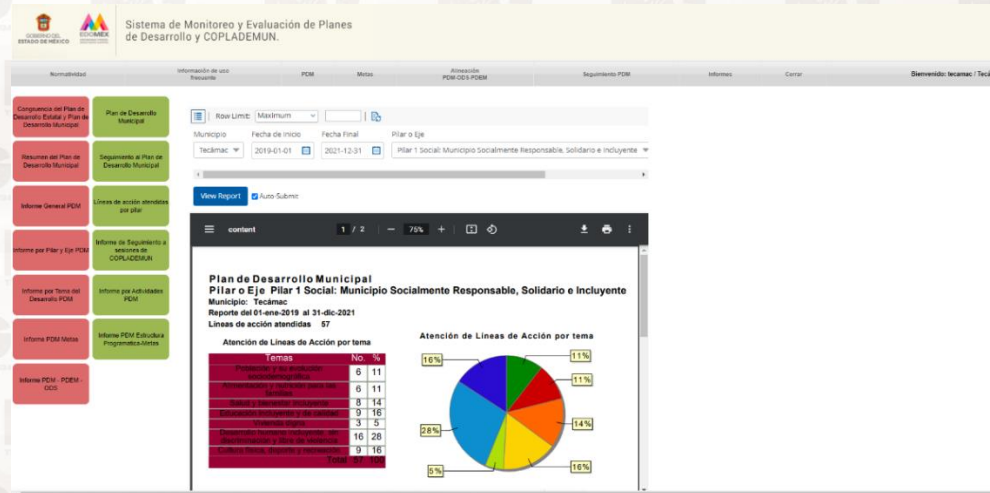 GOBIERNO DEL
ESTADO DE MÉXICO
EDOMÉX
Sistema de Monitoreo y Evaluación de Planes
de Desarrollo y COPLADEMUN.
Normatividad
Información de uso
frecuente
PDM
Metas
Alineación
PDM-ODS-PDEM
Seguimiento PDM
Informes
Cerrar
Bienvenido: tecamac / Tecá
Congruencia del Plan de
Desarrollo Estatal y Plan de
Desarrollo Municipal
Plan de Desarrollo
Municipal
Resumen del Plan de
Desarrollo Municipal
Seguimiento al Plan de
Desarrollo Municipal
Informe General PDM
Líneas de acción atendidas
por pilar
Informe por Pilar y Eje PDM
Informe de Seguimiento a
sesiones de
COPLADEMUN
Informe por Tema del
Desarrollo PDM
Informe por Actividades
PDM
Informe PDM Metas
Informe PDM Estructura
Programatica-Metas
Informe PDM - PDEM -
ODS
Row Limit: Maximum
Municipio Fecha de Inicio Fecha Final Pilar o Eje
Tecámac 2019-01-01 2021-12-31 Pilar 1 Social: Municipio Socialmente Responsable, Solidario e Incluyente
View Report Auto-Submit
content 1 / 2 75%
Plan de Desarrollo Municipal
Pilar o Eje Pilar 1 Social: Municipio Socialmente Responsable, Solidario e Incluyente
Municipio: Tecámac
Reporte del 01-ene-2019 al 31-dic-2021
Líneas de acción atendidas 57
Atención de Líneas de Acción por tema
Temas No. %
Población y su evolución
sociodemográfica 6 11
Alimentación y nutrición para las
familias 6 11
Salud y bienestar incluyente 8 14
Educación Incluyente y de calidad 9 16
Vivienda digna 3 5
Desarrollo humano incluyente, sin
discriminación y libre de violencia 16 28
Cultura física, deporte y recreación 9 16
Total 57 100
Atención de Líneas de Acción por tema
16%
11%
11%
14%
16%
5%
28%